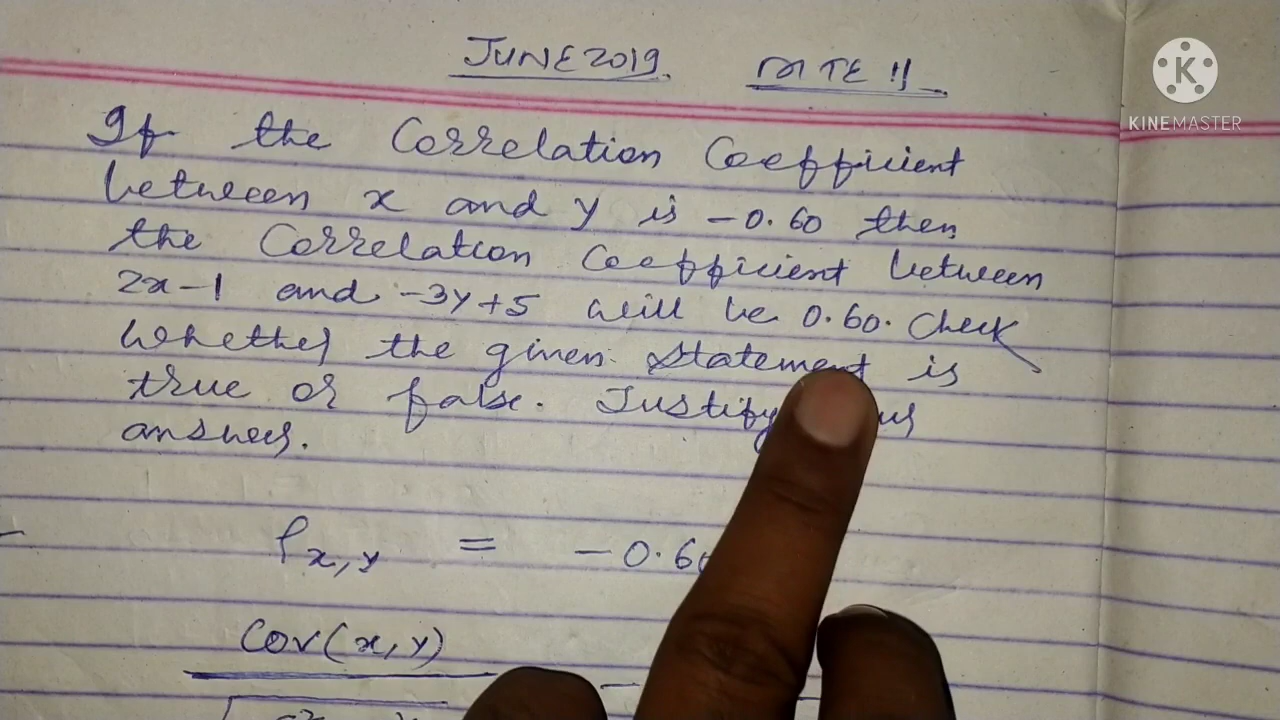 JUNE 2019 MTE 11
KINEMASTER
If the Correlation Coefficient
between x and y is -0.60 then
the Correlation Coefficient between
2x-1 and -3y+5 will be 0.60. Check
whether the given statement is
true or false. Justify
answer.
ρx,y = -0.60
Cov(x,y)